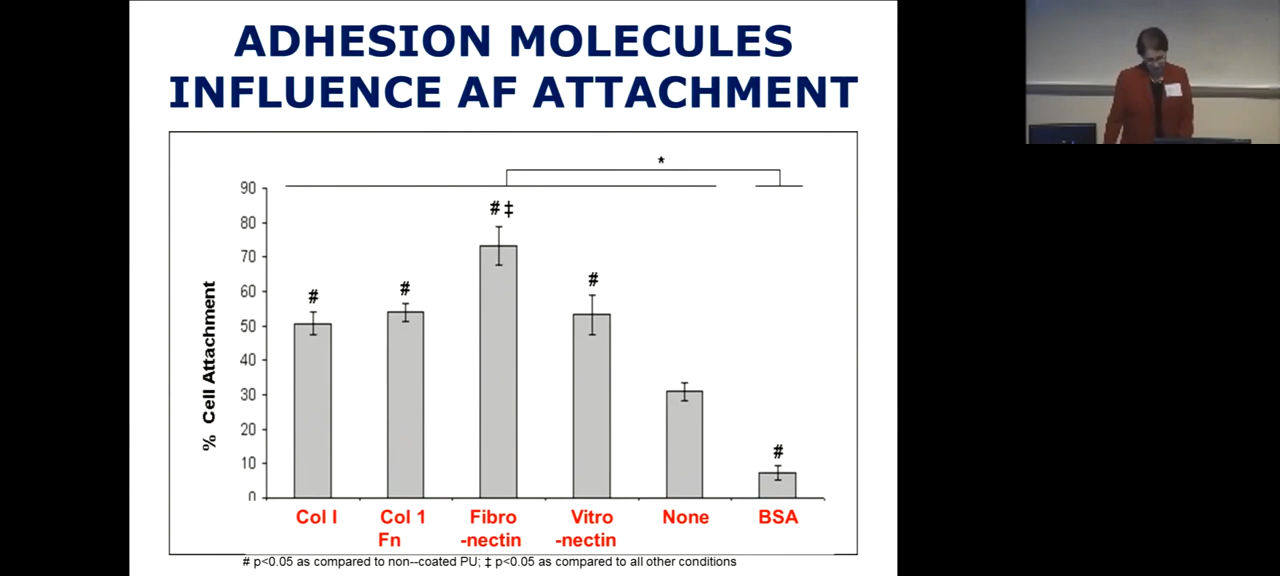 ADHESION MOLECULES
INFLUENCE AF ATTACHMENT
*
90
80
70
60
50
40
30
20
10
0
% Cell Attachment
#
#
#‡
#
#
Col I
Col 1
Fn
Fibro
-nectin
Vitro
-nectin
None
BSA
# p<0.05 as compared to non--coated PU; ‡ p<0.05 as compared to all other conditions